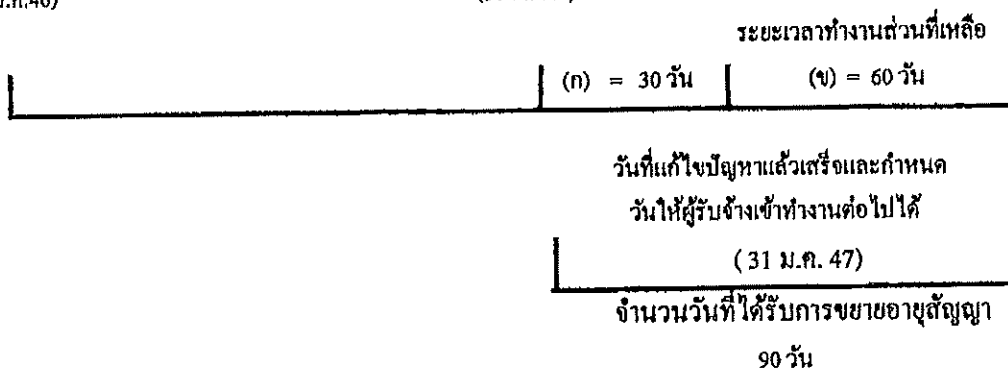 ระยะเวลาทำงานส่วนที่เหลือ
(ก) = 30 วัน (ข) = 60 วัน
วันที่แก้ไขปัญหาแล้วเสร็จและกำหนด
วันให้ผู้รับจ้างเข้าทำงานต่อไปได้
( 31 ม.ค. 47)
จำนวนวันที่ได้รับการขยายอายุสัญญา
90 วัน